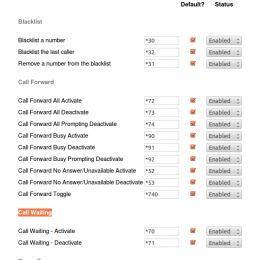 Default? Status
Blacklist
Blacklist a number *30 Enabled
Blacklist the last caller *32 Enabled
Remove a number from the blacklist *31 Enabled
Call Forward
Call Forward All Activate *72 Enabled
Call Forward All Deactivate *73 Enabled
Call Forward All Prompting Deactivate *74 Enabled
Call Forward Busy Activate *90 Enabled
Call Forward Busy Deactivate *91 Enabled
Call Forward Busy Prompting Deactivate *92 Enabled
Call Forward No Answer/Unavailable Activate *52 Enabled
Call Forward No Answer/Unavailable Deactivate *53 Enabled
Call Forward Toggle *740 Enabled
Call Waiting
Call Waiting - Activate *70 Enabled
Call Waiting - Deactivate *71 Enabled